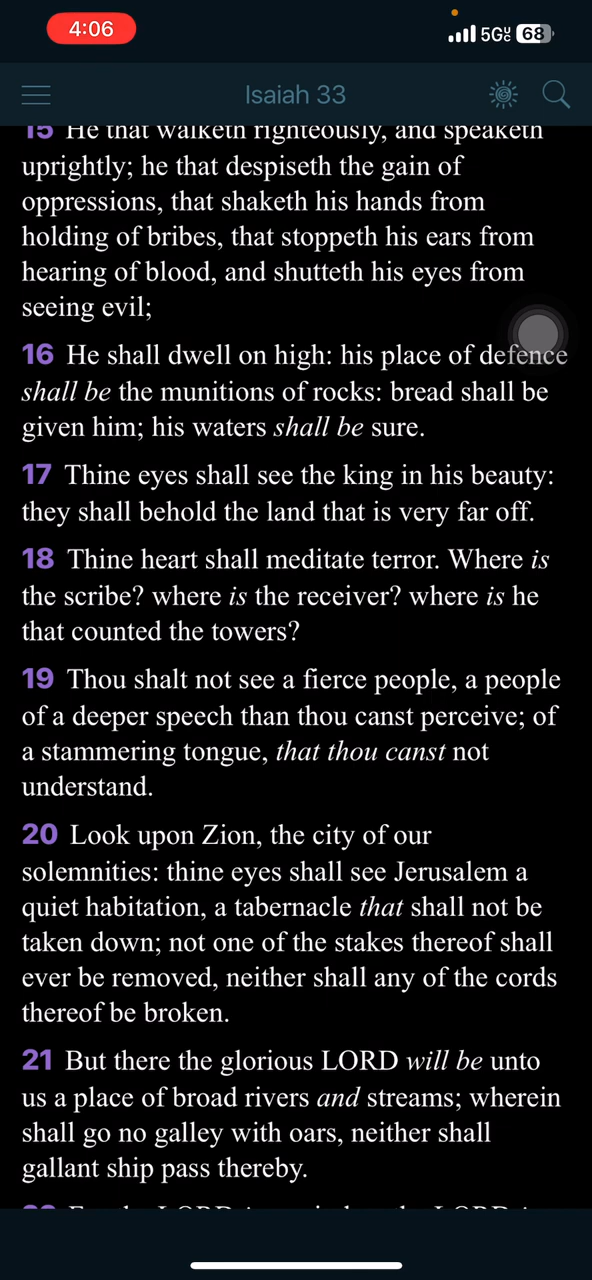 4:06
5G
68
Isaiah 33
15 He that walketh righteously, and speaketh
uprightly; he that despiseth the gain of
oppressions, that shaketh his hands from
holding of bribes, that stoppeth his ears from
hearing of blood, and shutteth his eyes from
seeing evil;
16 He shall dwell on high: his place of defence
shall be the munitions of rocks: bread shall be
given him; his waters shall be sure.
17 Thine eyes shall see the king in his beauty:
they shall behold the land that is very far off.
18 Thine heart shall meditate terror. Where is
the scribe? where is the receiver? where is he
that counted the towers?
19 Thou shalt not see a fierce people, a people
of a deeper speech than thou canst perceive; of
a stammering tongue, that thou canst not
understand.
20 Look upon Zion, the city of our
solemnities: thine eyes shall see Jerusalem a
quiet habitation, a tabernacle that shall not be
taken down; not one of the stakes thereof shall
ever be removed, neither shall any of the cords
thereof be broken.
21 But there the glorious LORD will be unto
us a place of broad rivers and streams; wherein
shall go no galley with oars, neither shall
gallant ship pass thereby.